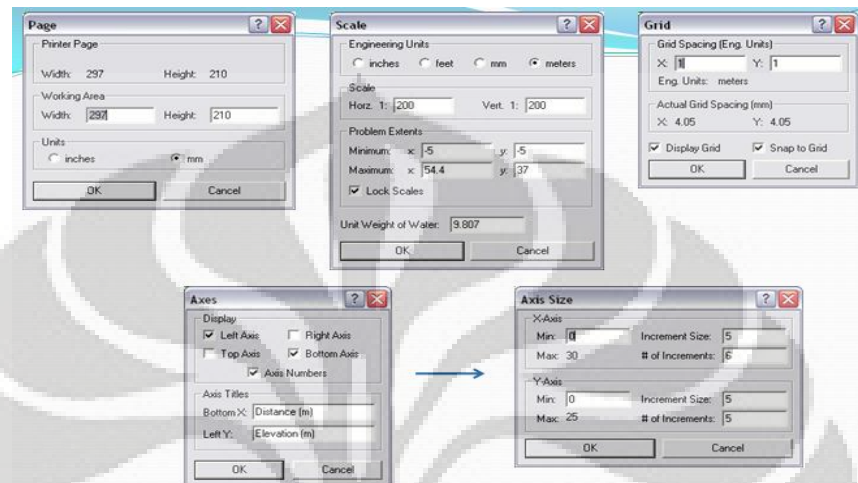 Page
Printer Page
Width: 297 Height: 210
Working Area
Width: 297 Height: 210
Units
inches mm
OK Cancel
Scale
Engineering Units
inches feet mm meters
Scale
Horz. 1: 200 Vert. 1: 200
Problem Extents
Minimum: x: -5 y: -5
Maximum: x: 54.4 y: 37
Lock Scales
Unit Weight of Water: 9.807
OK Cancel
Grid
Grid Spacing (Eng. Units)
X: 1 Y: 1
Eng. Units: meters
Actual Grid Spacing (mm)
X: 4.05 Y: 4.05
Display Grid Snap to Grid
OK Cancel
Axes
Display
Left Axis Right Axis
Top Axis Bottom Axis
Axis Numbers
Axis Titles
Bottom X: Distance (m)
Left Y: Elevation (m)
OK Cancel
Axis Size
X-Axis
Min: 0 Increment Size: 5
Max: 30 # of Increments: 6
Y-Axis
Min: 0 Increment Size: 5
Max: 25 # of Increments: 5
OK Cancel